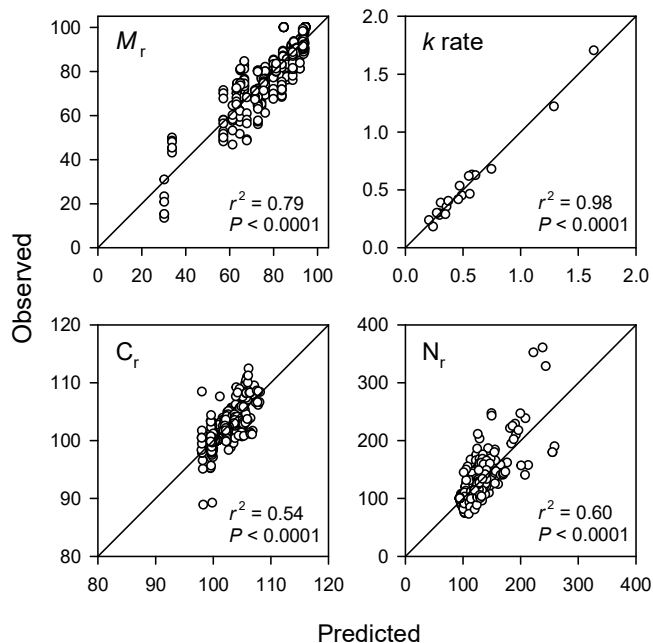 M r
100
80
60
40
20
0
0 20 40 60 80 100
r² = 0.79
P < 0.0001
k rate
2.0
1.5
1.0
0.5
0.0
0.0 0.5 1.0 1.5 2.0
r² = 0.98
P < 0.0001
Observed
C r
120
110
100
90
80
80 90 100 110 120
r² = 0.54
P < 0.0001
N r
400
300
200
100
0
0 100 200 300 400
r² = 0.60
P < 0.0001
Predicted